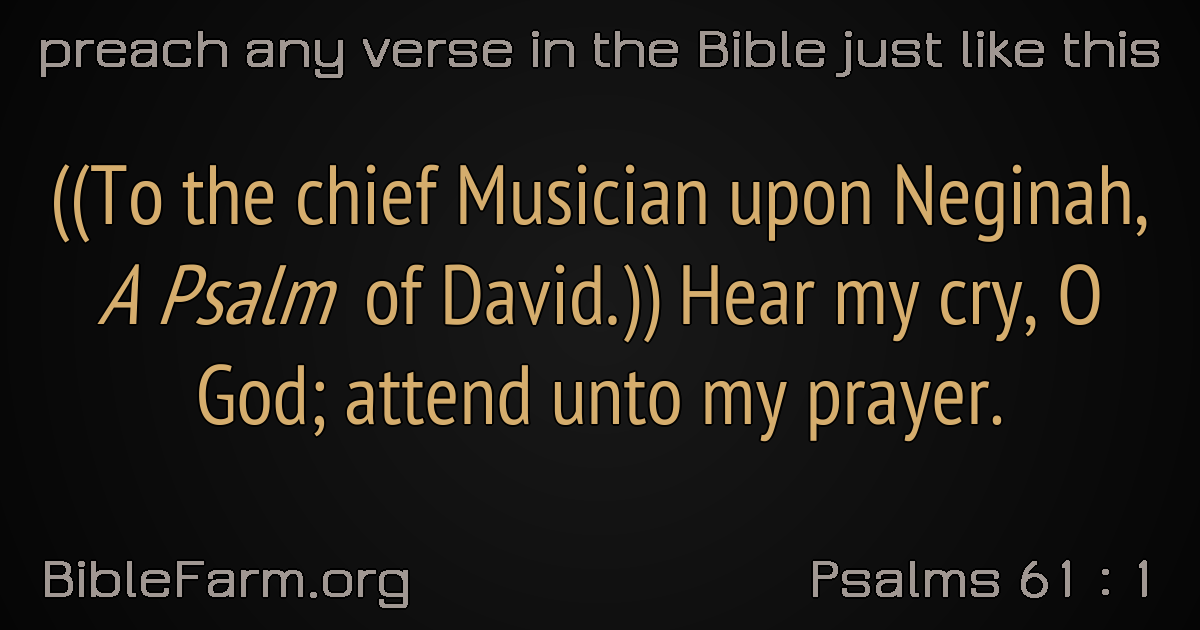 preach any verse in the Bible just like this
((To the chief Musician upon Neginah,
A Psalm of David.)) Hear my cry, O
God; attend unto my prayer.
BibleFarm.org
Psalms 61 : 1